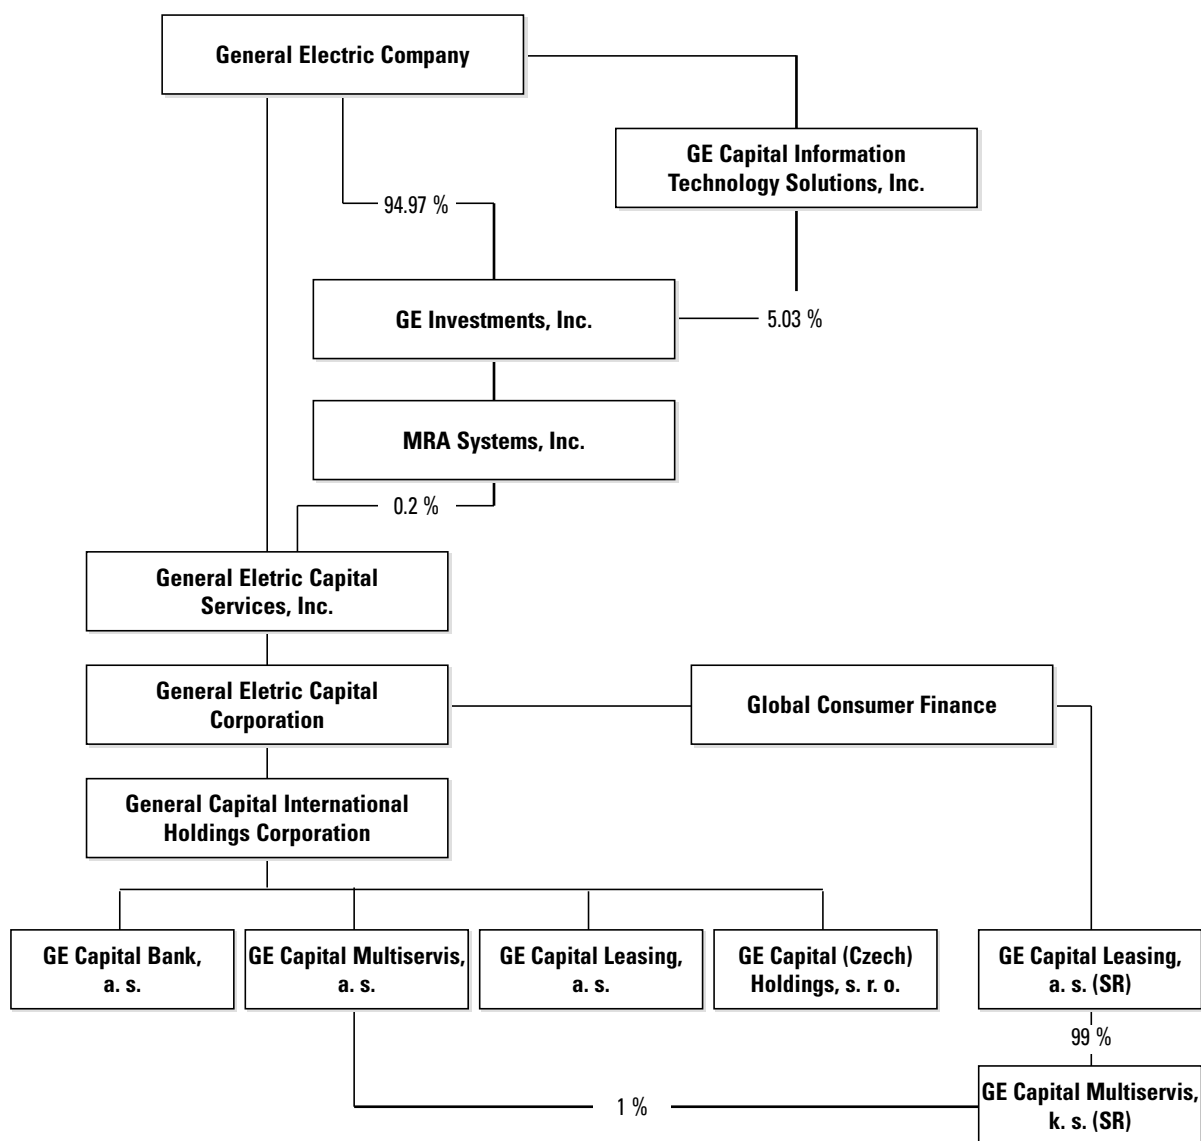 General Electric Company
GE Capital Information
Technology Solutions, Inc.
94.97 %
GE Investments, Inc.
5.03 %
MRA Systems, Inc.
0.2 %
General Eletric Capital
Services, Inc.
General Eletric Capital
Corporation
Global Consumer Finance
General Capital International
Holdings Corporation
GE Capital Bank,
a. s.
GE Capital Multiservis,
a. s.
GE Capital Leasing,
a. s.
GE Capital (Czech)
Holdings, s. r. o.
GE Capital Leasing,
a. s. (SR)
99 %
GE Capital Multiservis,
k. s. (SR)
1 %